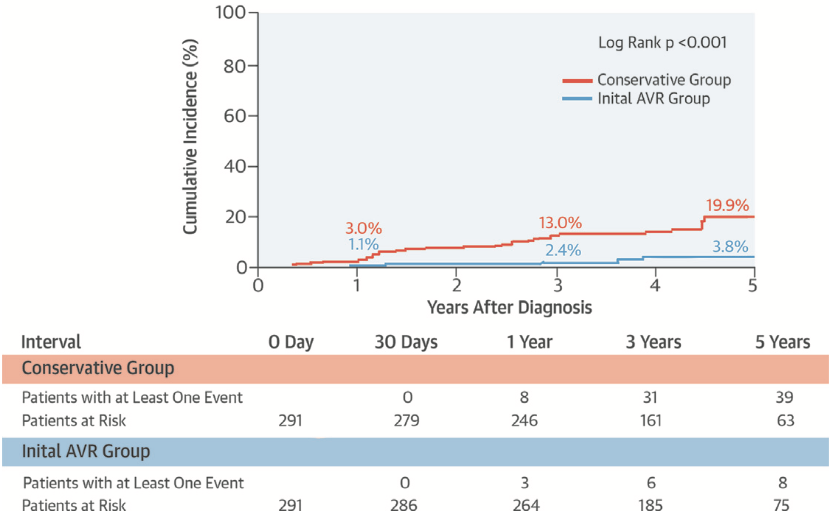 100
80
60
40
20
0
Cumulative Incidence (%)
Log Rank p <0.001
Conservative Group
Inital AVR Group
3.0%
1.1%
13.0%
2.4%
19.9%
3.8%
0 1 2 3 4 5
Years After Diagnosis
Interval 0 Day 30 Days 1 Year 3 Years 5 Years
Conservative Group
Patients with at Least One Event 0 8 31 39
Patients at Risk 291 279 246 161 63
Inital AVR Group
Patients with at Least One Event 0 3 6 8
Patients at Risk 291 286 264 185 75